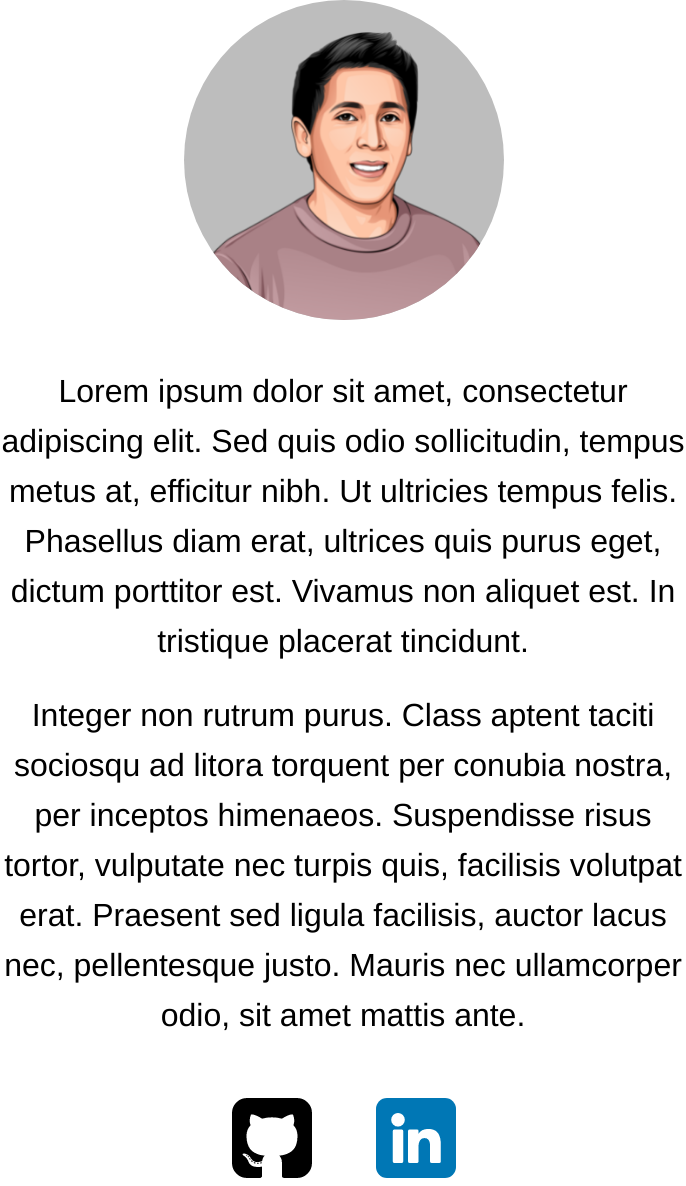 Lorem ipsum dolor sit amet, consectetur
adipiscing elit. Sed quis odio sollicitudin, tempus
metus at, efficitur nibh. Ut ultricies tempus felis.
Phasellus diam erat, ultrices quis purus eget,
dictum porttitor est. Vivamus non aliquet est. In
tristique placerat tincidunt.
Integer non rutrum purus. Class aptent taciti
sociosqu ad litora torquent per conubia nostra,
per inceptos himenaeos. Suspendisse risus
tortor, vulputate nec turpis quis, facilisis volutpat
erat. Praesent sed ligula facilisis, auctor lacus
nec, pellentesque justo. Mauris nec ullamcorper
odio, sit amet mattis ante.
in